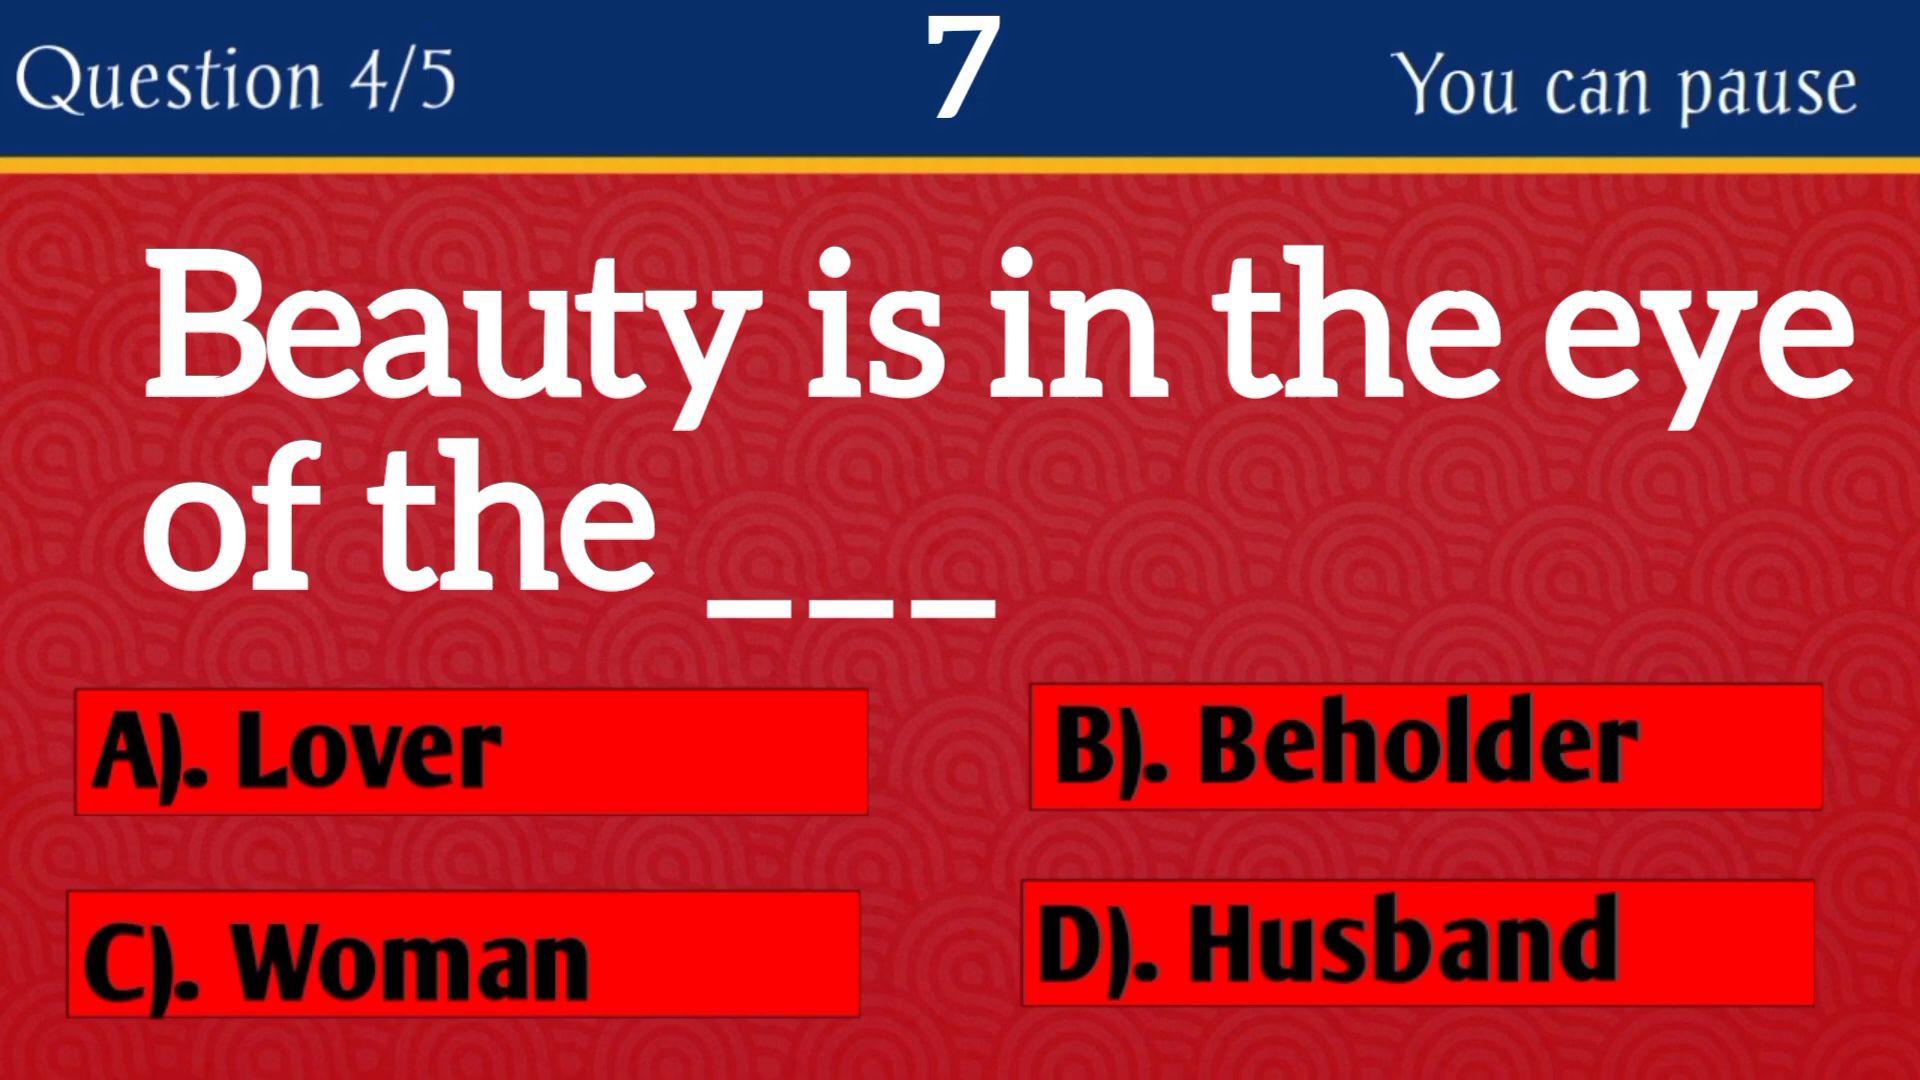 Question 4/5
7
You can pause
Beauty is in the eye
of the ___
A). Lover
B). Beholder
C). Woman
D). Husband